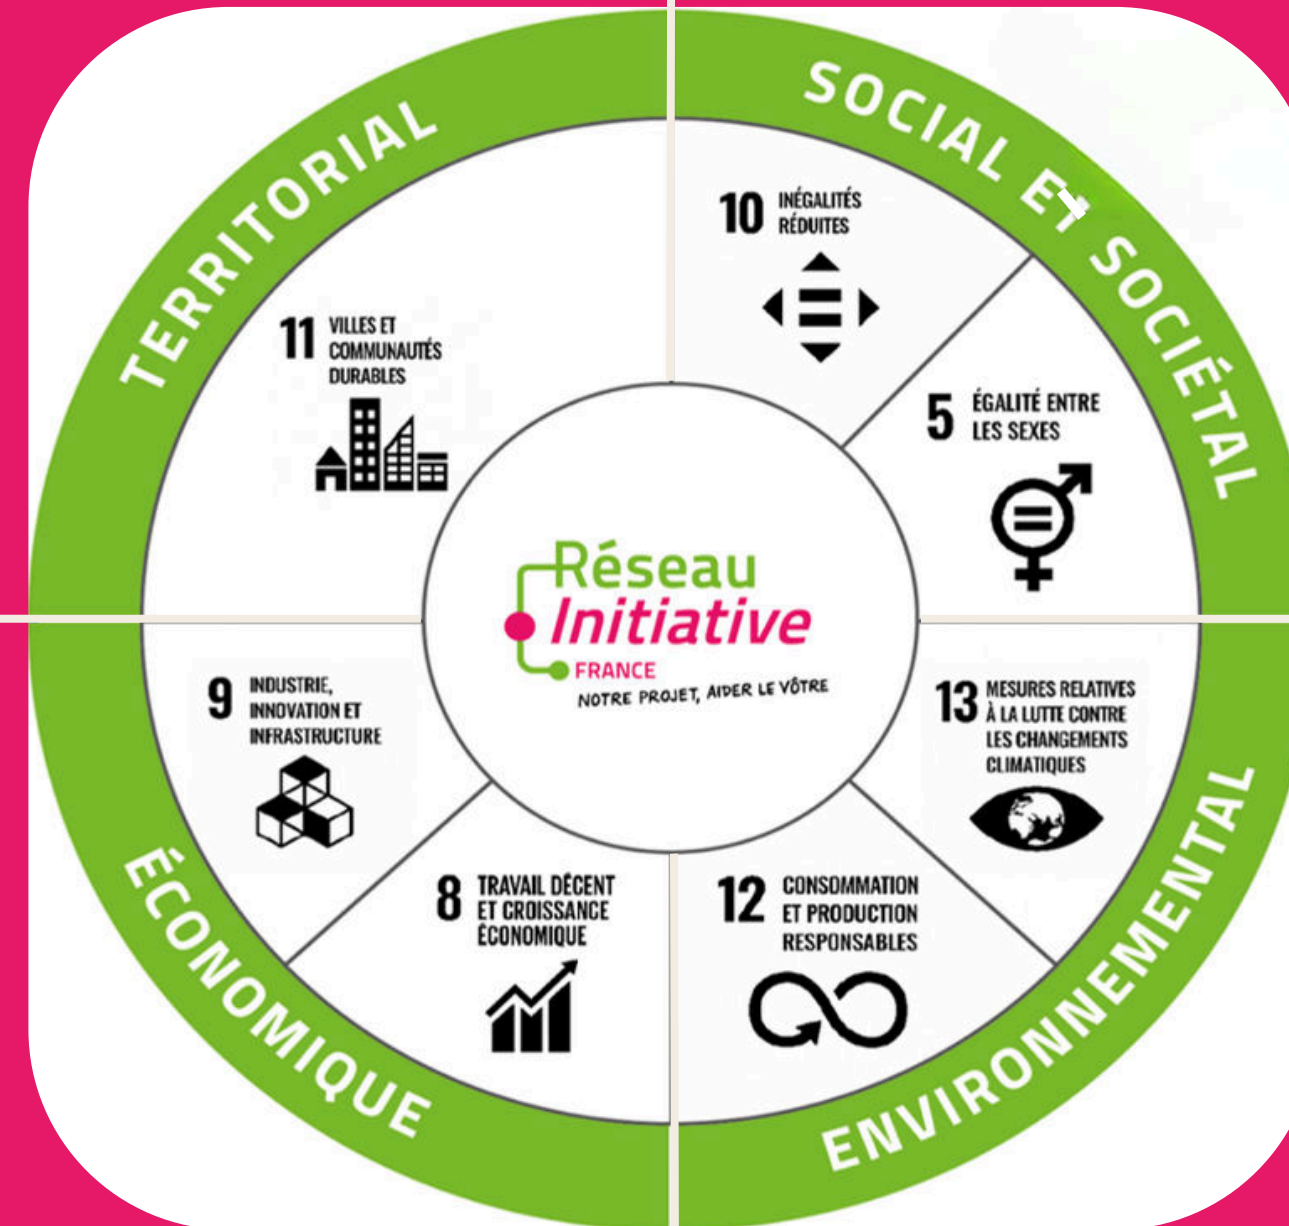 TERRITORIAL
SOCIAL ET SOCIÉTAL
10 INÉGALITÉS
RÉDUITES
11 VILLES ET
COMMUNAUTÉS
DURABLES
5 ÉGALITÉ ENTRE
LES SEXES
Réseau
Initiative
FRANCE
NOTRE PROJET, AIDER LE VÔTRE
9 INDUSTRIE,
INNOVATION ET
INFRASTRUCTURE
13 MESURES RELATIVES
À LA LUTTE CONTRE
LES CHANGEMENTS
CLIMATIQUES
8 TRAVAIL DÉCENT
ET CROISSANCE
ÉCONOMIQUE
12 CONSOMMATION
ET PRODUCTION
RESPONSABLES
ÉCONOMIQUE
ENVIRONNEMENTAL